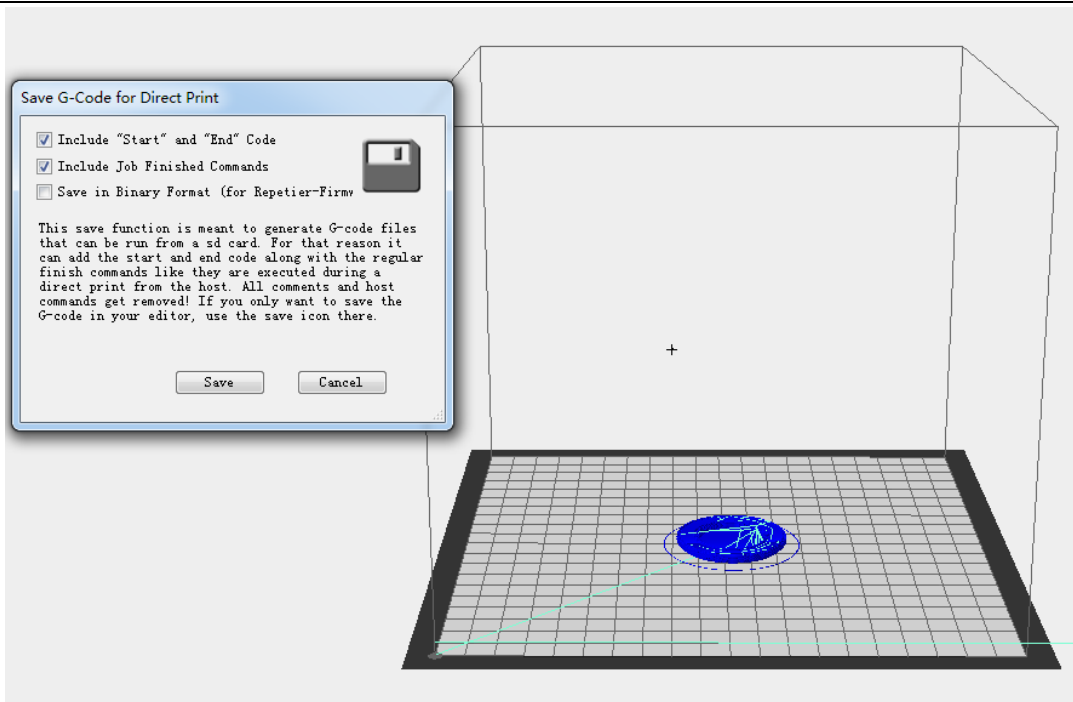 Save G-Code for Direct Print
Include "Start" and "End" Code
Include Job Finished Commands
Save in Binary Format (for Repetier-Firmw
This save function is meant to generate G-code files
that can be run from a sd card. For that reason it
can add the start and end code along with the regular
finish commands like they are executed during a
direct print from the host. All comments and host
commands get removed! If you only want to save the
G-code in your editor, use the save icon there.
Save Cancel